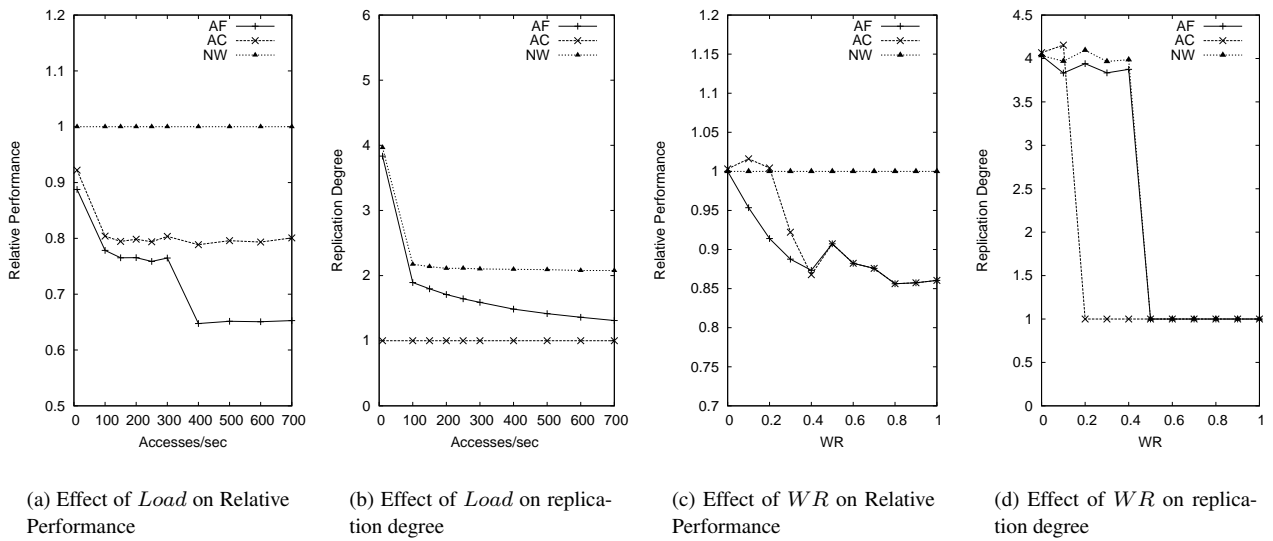 1.2
1.1
1
0.9
0.8
0.7
0.6
0.5
0 100 200 300 400 500 600 700
Relative Performance
Accesses/sec
AF
AC
NW
6
5
4
3
2
1
0
0 100 200 300 400 500 600 700
Replication Degree
Accesses/sec
AF
AC
NW
1.2
1.15
1.1
1.05
1
0.95
0.9
0.85
0.8
0.75
0.7
0 0.2 0.4 0.6 0.8 1
Relative Performance
WR
AF
AC
NW
4.5
4
3.5
3
2.5
2
1.5
1
0.5
0
0 0.2 0.4 0.6 0.8 1
Replication Degree
WR
AF
AC
NW
(a) Effect of Load on Relative
Performance
(b) Effect of Load on replica-
tion degree
(c) Effect of WR on Relative
Performance
(d) Effect of WR on replica-
tion degree